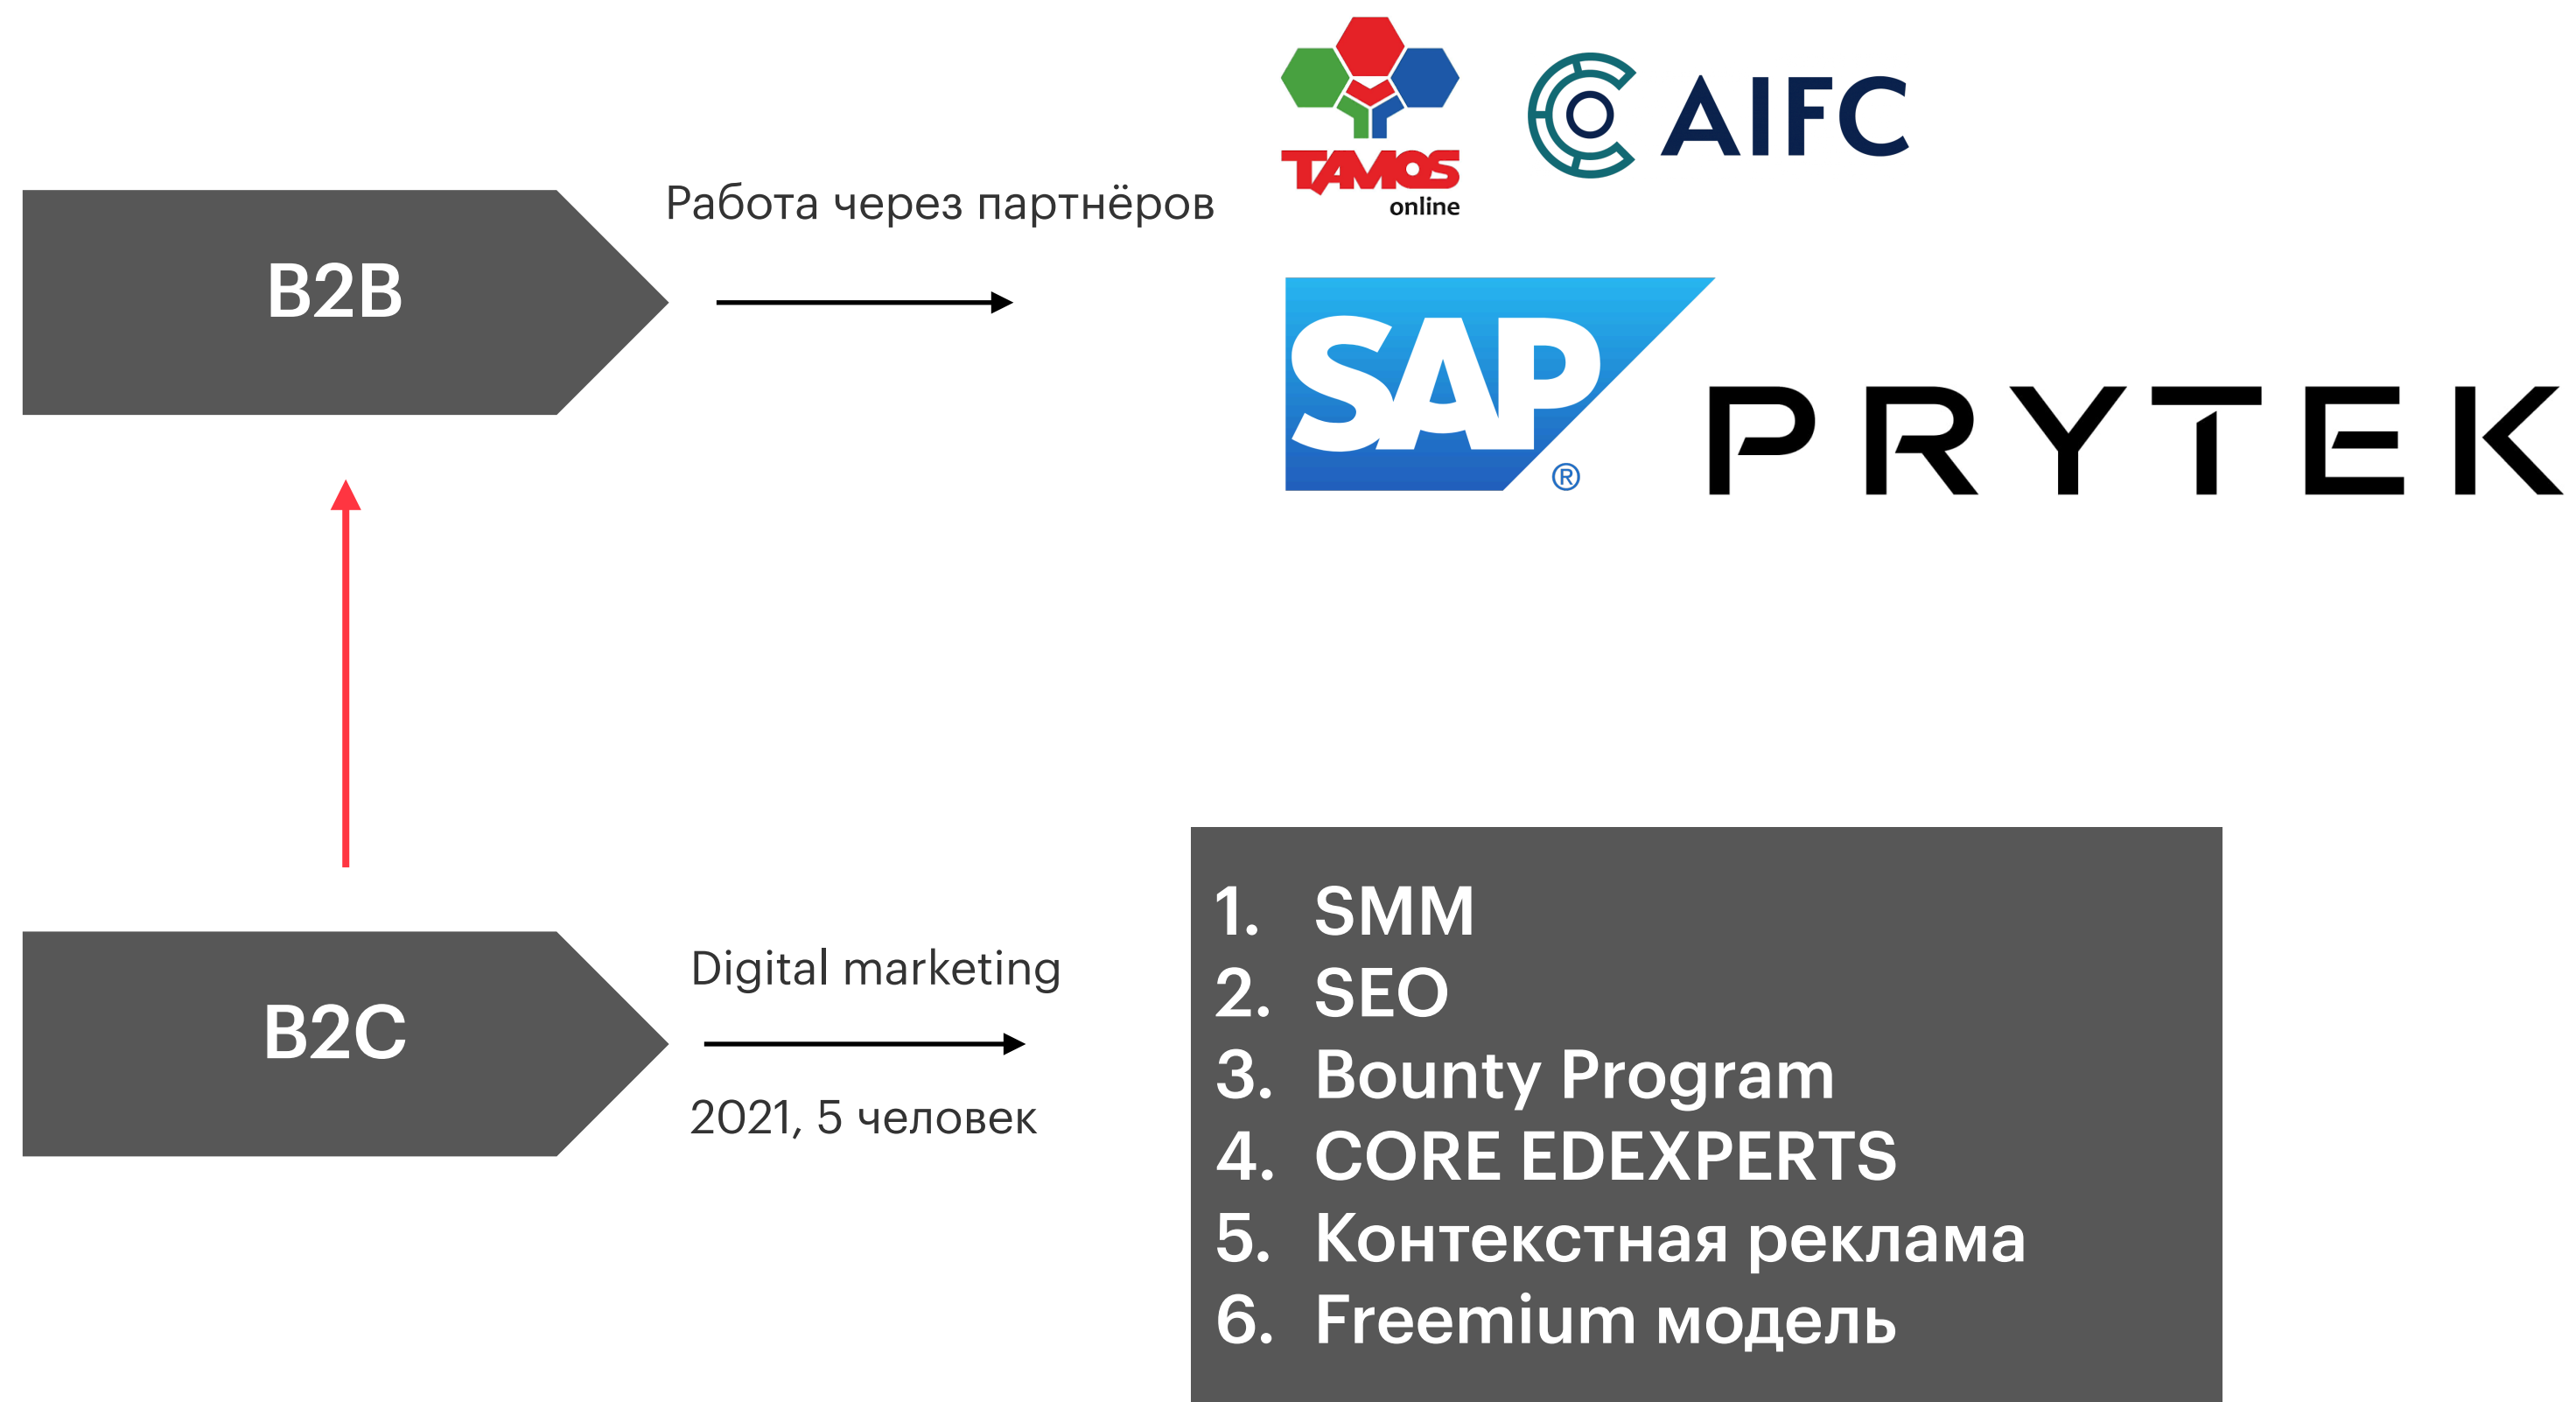 TAMOS
online
AIFC
Работа через партнёров
B2B
SAP
®
PRYTEK
B2C
Digital marketing
2021, 5 человек
1. SMM
2. SEO
3. Bounty Program
4. CORE EDEXPERTS
5. Контекстная реклама
6. Freemium модель